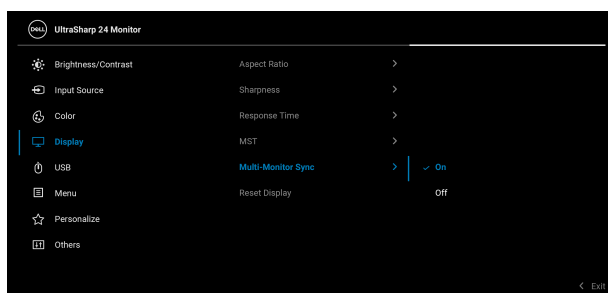 DELL UltraSharp 24 Monitor
Brightness/Contrast Aspect Ratio
Input Source Sharpness
Color Response Time
Display MST
USB Multi-Monitor Sync On
Menu Reset Display Off
Personalize
Others
Exit